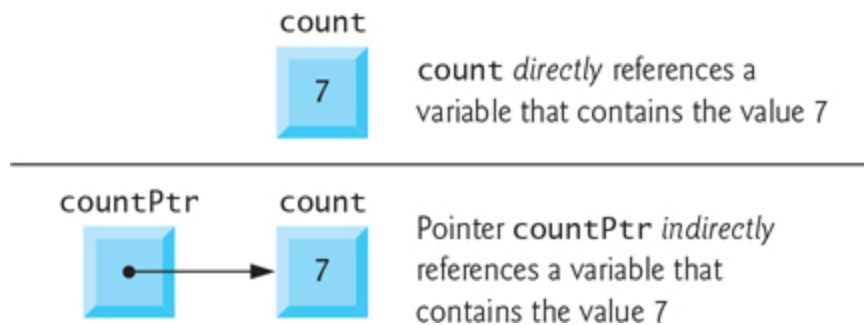 count
7
count directly references a
variable that contains the value 7
countPtr count
7
Pointer countPtr indirectly
references a variable that
contains the value 7